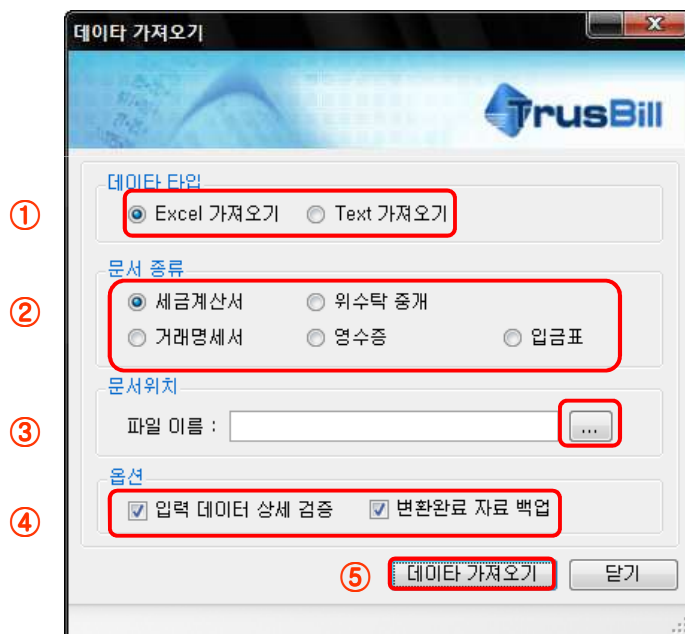 데이타 가져오기
TrusBill
데이타 타입
① Excel 가져오기 Text 가져오기
문서 종류
② 세금계산서 위수탁 중개
거래명세서 영수증 입금표
문서위치
③ 파일 이름 : ...
옵션
④ 입력 데이터 상세 검증 변환완료 자료 백업
⑤ 데이타 가져오기 닫기